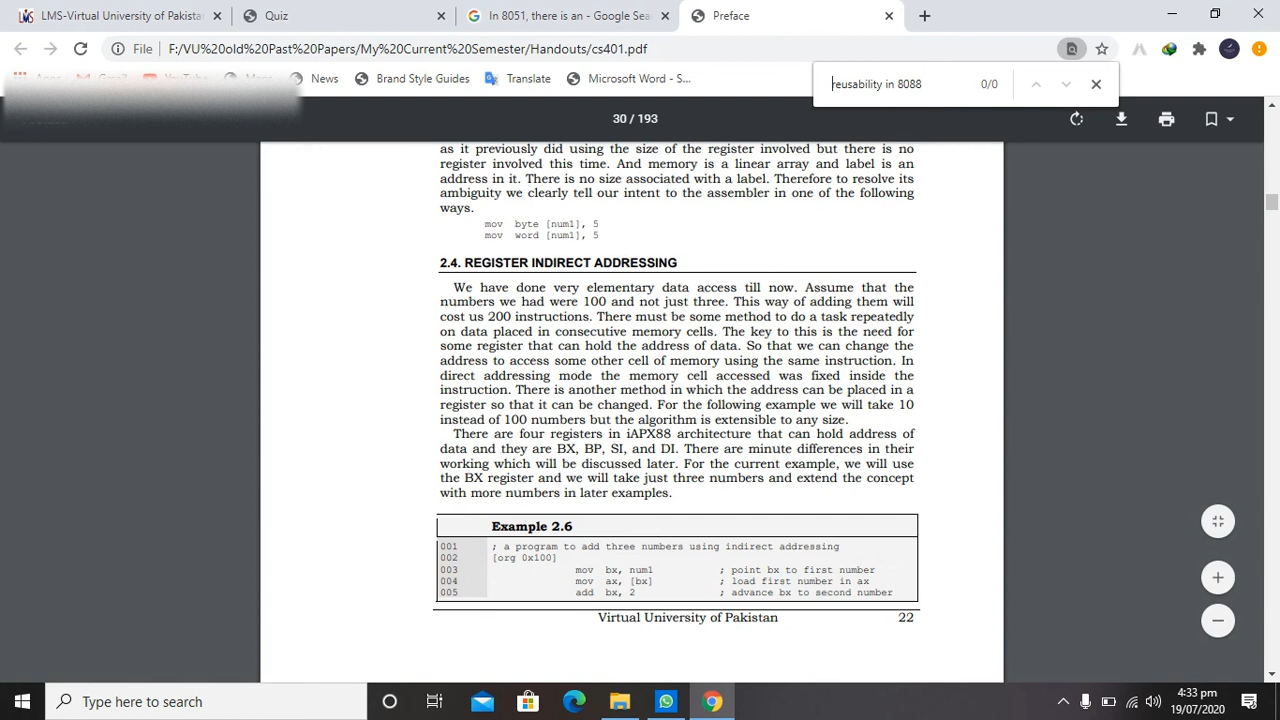 LMS-Virtual University of Pakistan
Quiz
In 8051, there is an - Google Sea
Preface
File
F:/VU%20old%20Past%20Papers/My%20Current%20Semester/Handouts/cs401.pdf
News
Brand Style Guides
Translate
Microsoft Word - S...
reusability in 8088
0/0
30 / 193
as it previously did using the size of the register involved but there is no
register involved this time. And memory is a linear array and label is an
address in it. There is no size associated with a label. Therefore to resolve its
ambiguity we clearly tell our intent to the assembler in one of the following
ways.
mov byte [num1], 5
mov word [num1], 5
2.4. REGISTER INDIRECT ADDRESSING
We have done very elementary data access till now. Assume that the
numbers we had were 100 and not just three. This way of adding them will
cost us 200 instructions. There must be some method to do a task repeatedly
on data placed in consecutive memory cells. The key to this is the need for
some register that can hold the address of data. So that we can change the
address to access some other cell of memory using the same instruction. In
direct addressing mode the memory cell accessed was fixed inside the
instruction. There is another method in which the address can be placed in a
register so that it can be changed. For the following example we will take 10
instead of 100 numbers but the algorithm is extensible to any size.
There are four registers in iAPX88 architecture that can hold address of
data and they are BX, BP, SI, and DI. There are minute differences in their
working which will be discussed later. For the current example, we will use
the BX register and we will take just three numbers and extend the concept
with more numbers in later examples.
Example 2.6
001 ; a program to add three numbers using indirect addressing
002 [org 0x100]
003 mov bx, num1 ; point bx to first number
004 mov ax, [bx] ; load first number in ax
005 add bx, 2 ; advance bx to second number
Virtual University of Pakistan 22
Type here to search
4:33 pm
19/07/2020